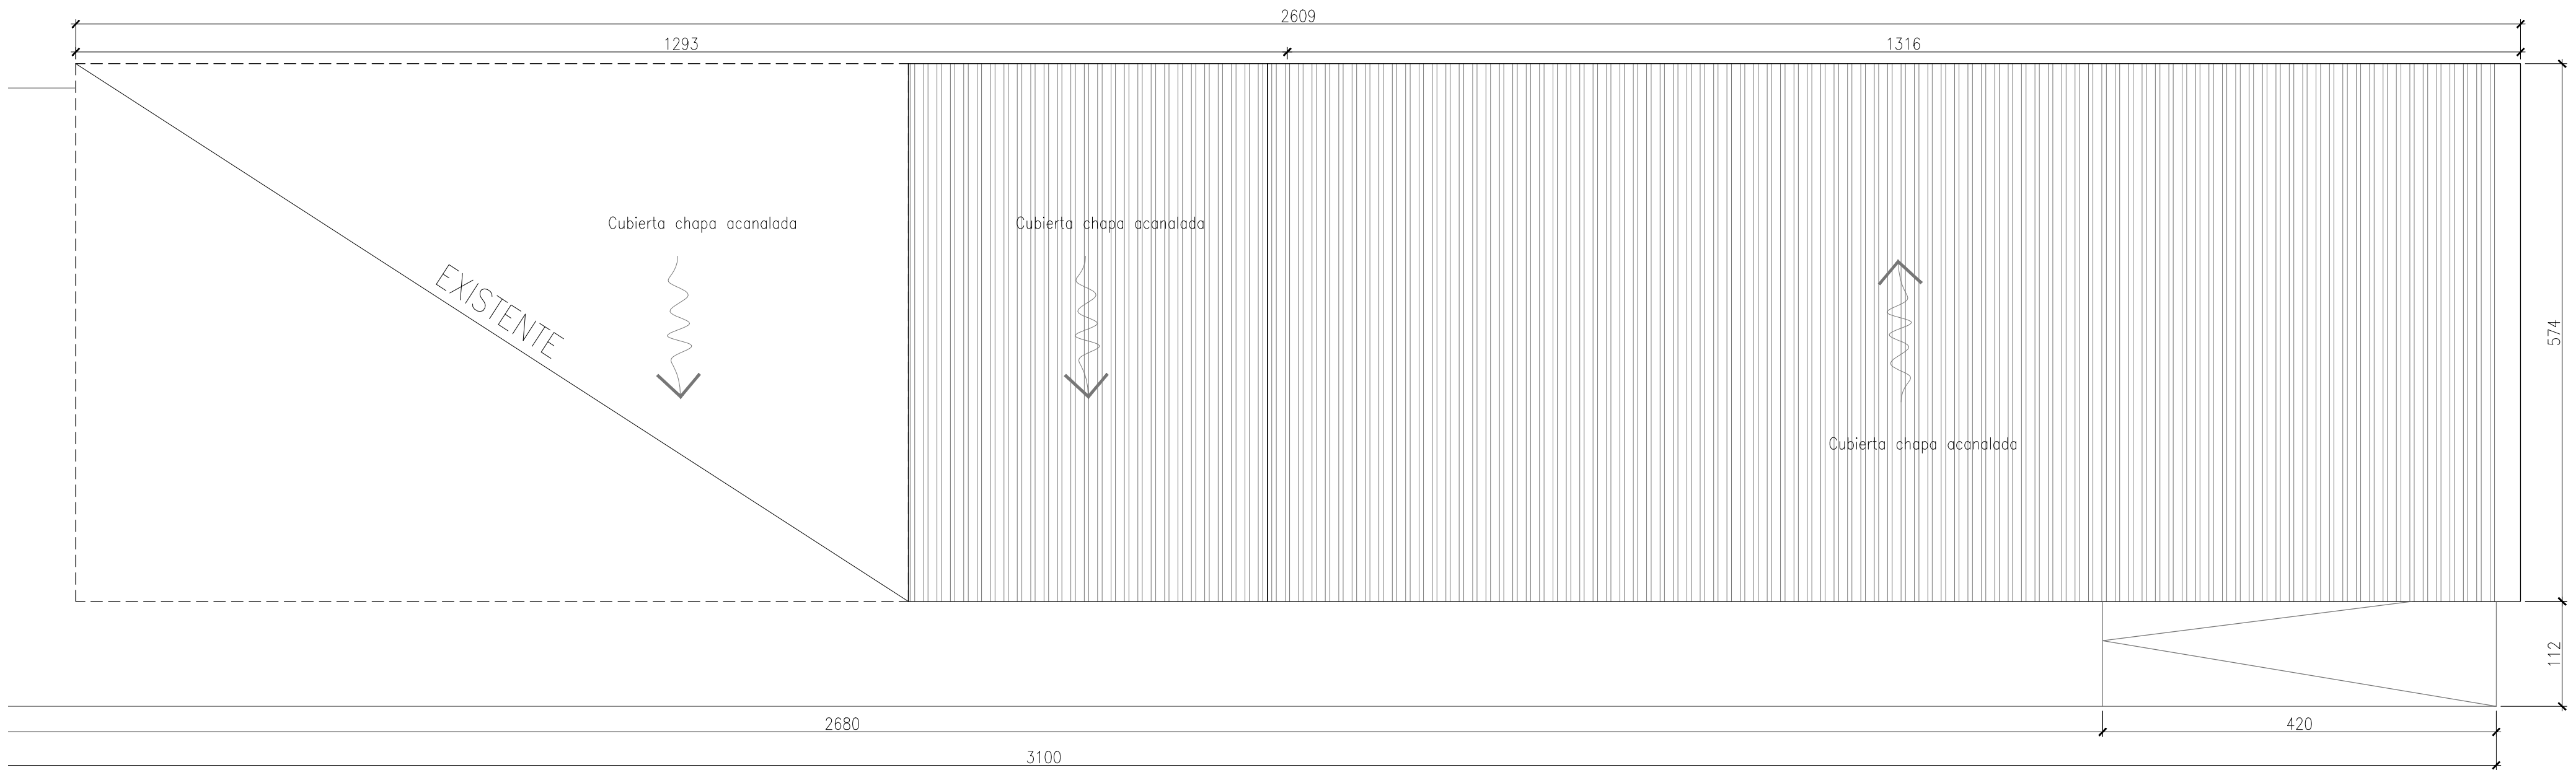 2609
1293
1316
Cubierta chapa acanalada
Cubierta chapa acanalada
EXISTENTE
574
Cubierta chapa acanalada
112
2680
420
3100